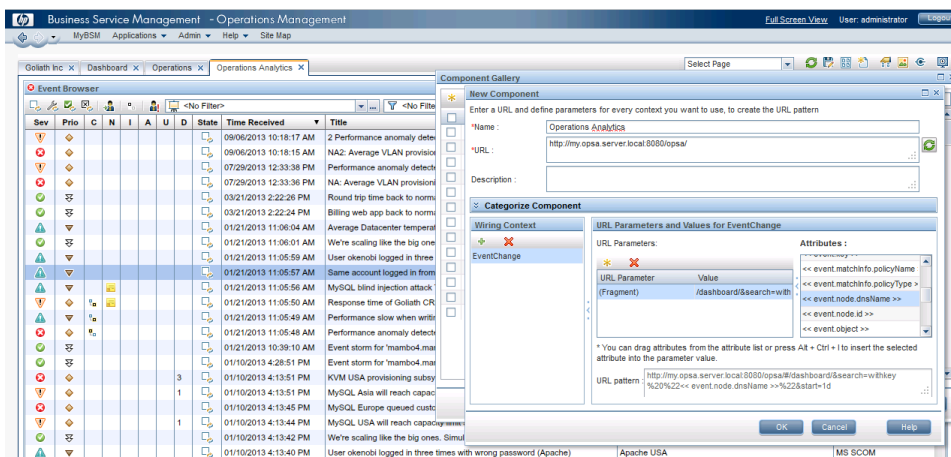 hp Business Service Management - Operations Management Full Screen View User: administrator Logout
MyBSM Applications Admin Help Site Map
Goliath Inc x Dashboard x Operations x Operations Analytics x Select Page
Event Browser
<No Filter> ... <No Filte
Sev Prio C N I A U D State Time Received Title
09/06/2013 10:18:17 AM 2 Performance anomaly dete
09/06/2013 10:18:15 AM NA2: Average VLAN provisio
07/29/2013 12:33:38 PM Performance anomaly detect
07/29/2013 12:33:36 PM NA: Average VLAN provisioni
03/21/2013 2:22:26 PM Round trip time back to norma
03/21/2013 2:22:24 PM Billing web app back to norma
01/21/2013 11:06:04 AM Average Datacenter temperat
01/21/2013 11:06:01 AM We're scaling like the big one
01/21/2013 11:05:59 AM User okenobi logged in three
01/21/2013 11:05:57 AM Same account logged in from
01/21/2013 11:05:56 AM MySQL blind injection attack
01/21/2013 11:05:50 AM Response time of Goliath CR
01/21/2013 11:05:49 AM Performance slow when writin
01/21/2013 11:05:48 AM Performance anomaly detect
01/21/2013 10:39:10 AM Event storm for 'mambo4.mar
01/10/2013 4:28:51 PM Event storm for 'mambo4.mar
3 01/10/2013 4:13:51 PM KVM USA provisioning subsy
1 01/10/2013 4:13:51 PM MySQL Asia will reach capac
01/10/2013 4:13:45 PM MySQL Europe queued custo
1 01/10/2013 4:13:44 PM MySQL USA will reach capacity limit
01/10/2013 4:13:42 PM We're scaling like the big ones. Simul
01/10/2013 4:13:40 PM User okenobi logged in three times with wrong password (Apache) Apache USA MS SCOM
Component Gallery
New Component
Enter a URL and define parameters for every context you want to use, to create the URL pattern
*Name : Operations Analytics
*URL : http://my.opsa.server.local:8080/opsa/
Description :
Categorize Component
Wiring Context
EventChange
URL Parameters and Values for EventChange
URL Parameters:
URL Parameter Value
(Fragment) /dashboard/&search=with
Attributes :
<< event.matchInfo.policyName
<< event.matchInfo.policyType >
<< event.node.dnsName >>
<< event.node.id >>
<< event.object >>
* You can drag attributes from the attribute list or press Alt + Ctrl + I to insert the selected
attribute into the parameter value.
URL pattern : http://my.opsa.server.local:8080/opsa/#/dashboard/&search=withkey
%20%22<< event.node.dnsName >>%22&start=1d
OK Cancel Help